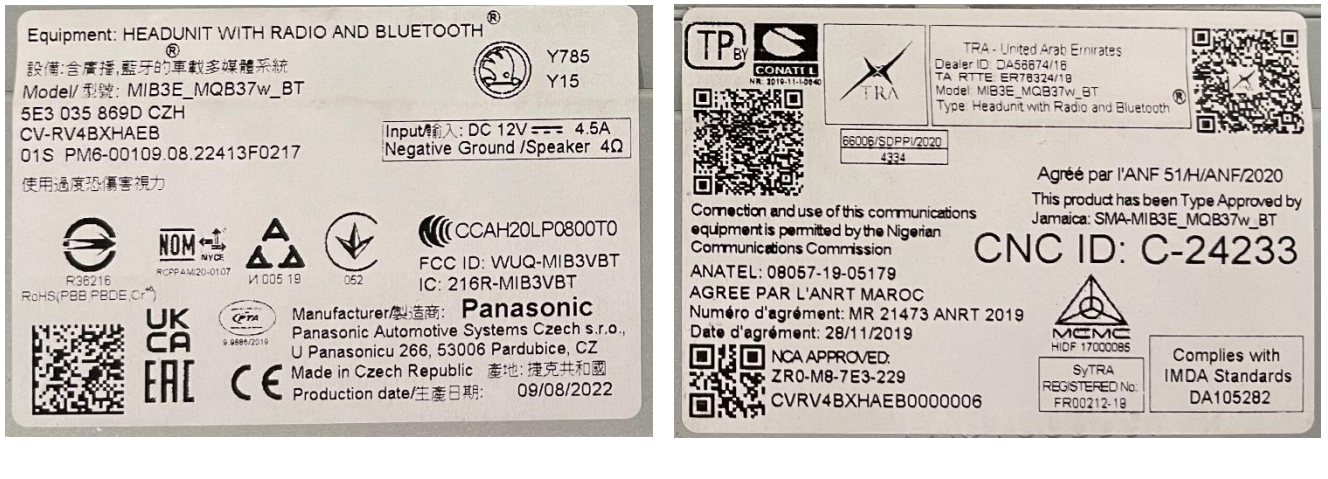 Equipment: HEADUNIT WITH RADIO AND BLUETOOTH®
設備:含廣播,藍牙的車載多媒體系統
Model/ 型號: MIB3E_MQB37w_BT
5E3 035 869D CZH
CV-RV4BXHAEB
01S PM6-00109.08.22413F0217
Y785
Y15
Input/輸入: DC 12V 4.5A
Negative Ground /Speaker 4Ω
使用過度恐傷害視力
R36216
RoHS(PBB,PBDE,Cr+6)
NOM NYCE
RCPPAMI20-0107
И 005 19
052
CCAH20LP0800T0
FCC ID: WUQ-MIB3VBT
IC: 216R-MIB3VBT
UK
CA
EAC
PTA
9.9886/2019
CE
Manufacturer/製造商: Panasonic
Panasonic Automotive Systems Czech s.r.o.,
U Panasonicu 266, 53006 Pardubice, CZ
Made in Czech Republic 產地: 捷克共和國
Production date/生產日期: 09/08/2022
TP BY
CONATEL
NR: 2019-11-I-0640
TRA
TRA - United Arab Emirates
Dealer ID: DA56674/16
TA RTTE: ER76324/19
Model: MIB3E_MQB37w_BT
Type: Headunit with Radio and Bluetooth®
66006/SDPPI/2020
4334
Agréé par l'ANF 51/H/ANF/2020
This product has been Type Approved by
Jamaica: SMA-MIB3E_MQB37w_BT
Connection and use of this communications
equipment is permitted by the Nigerian
Communications Commission
CNC ID: C-24233
ANATEL: 08057-19-05179
AGREE PAR L'ANRT MAROC
Numéro d'agrément: MR 21473 ANRT 2019
Date d'agrément: 28/11/2019
MCMC
HIDF 17000085
NCA APPROVED:
ZR0-M8-7E3-229
CVRV4BXHAEB0000006
SyTRA
REGISTERED No:
FR00212-19
Complies with
IMDA Standards
DA105282